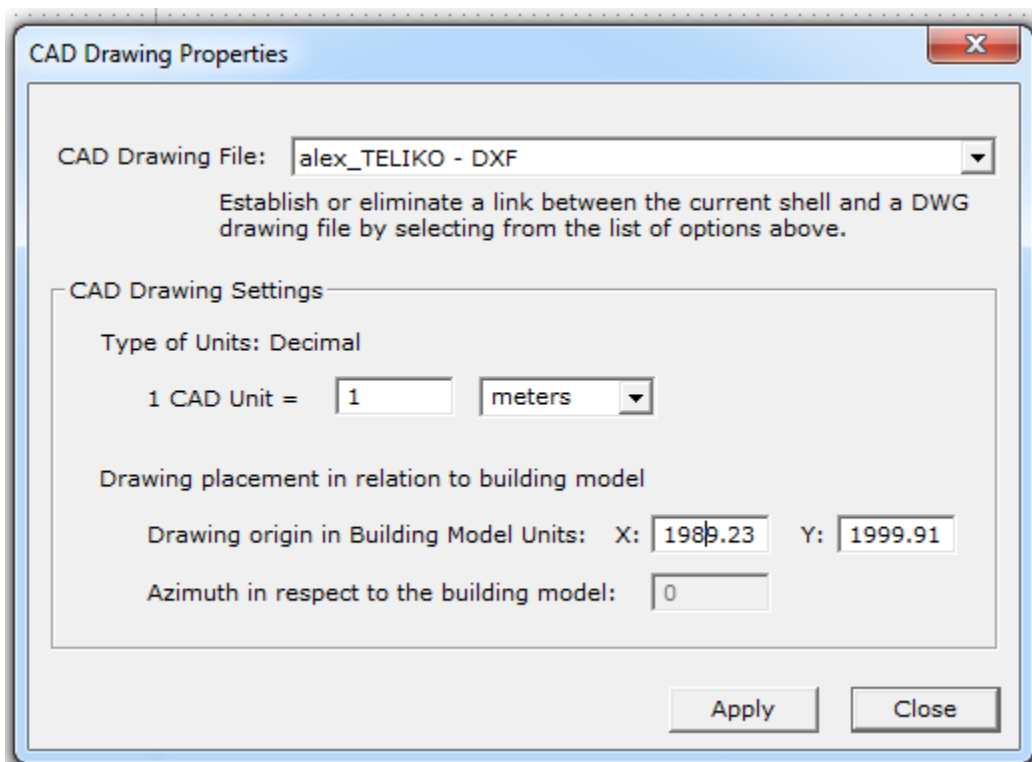 CAD Drawing Properties
CAD Drawing File: alex_TELIKO - DXF
Establish or eliminate a link between the current shell and a DWG
drawing file by selecting from the list of options above.
CAD Drawing Settings
Type of Units: Decimal
1 CAD Unit = 1 meters
Drawing placement in relation to building model
Drawing origin in Building Model Units: X: 1989.23 Y: 1999.91
Azimuth in respect to the building model: 0
Apply Close